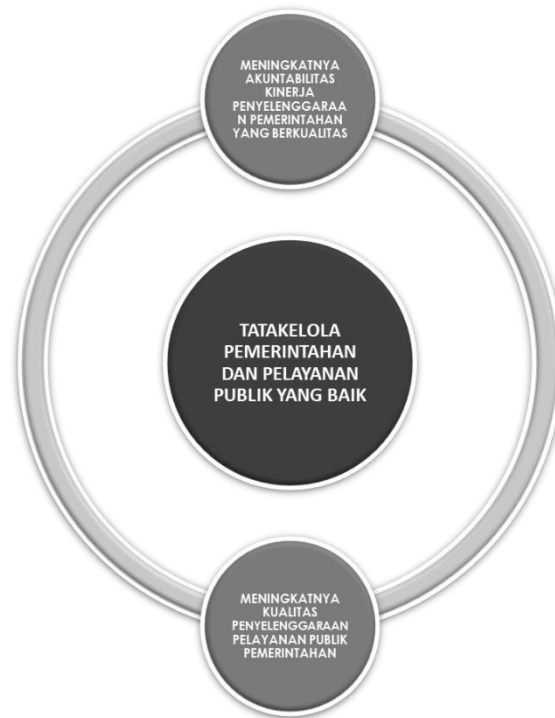 MENINGKATNYA
AKUNTABILITAS
KINERJA
PENYELENGGARAA
N PEMERINTAHAN
YANG BERKUALITAS
TATAKELOLA
PEMERINTAHAN
DAN PELAYANAN
PUBLIK YANG BAIK
MENINGKATNYA
KUALITAS
PENYELENGGARAAN
PELAYANAN PUBLIK
PEMERINTAHAN